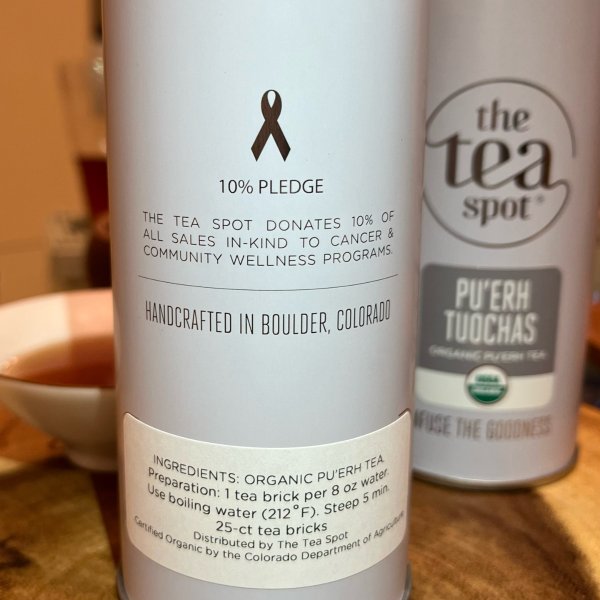 10% PLEDGE
THE TEA SPOT DONATES 10% OF
ALL SALES IN-KIND TO CANCER &
COMMUNITY WELLNESS PROGRAMS.
HANDCRAFTED IN BOULDER, COLORADO
INGREDIENTS: ORGANIC PU'ERH TEA.
Preparation: 1 tea brick per 8 oz water.
Use boiling water (212°F). Steep 5 min.
25-ct tea bricks
Distributed by The Tea Spot
Certified Organic by the Colorado Department of Agriculture
the
tea
spot®
PU'ERH
TUOCHAS
ORGANIC PU'ERH TEA
USDA
ORGANIC
NFUSE THE GOODNESS